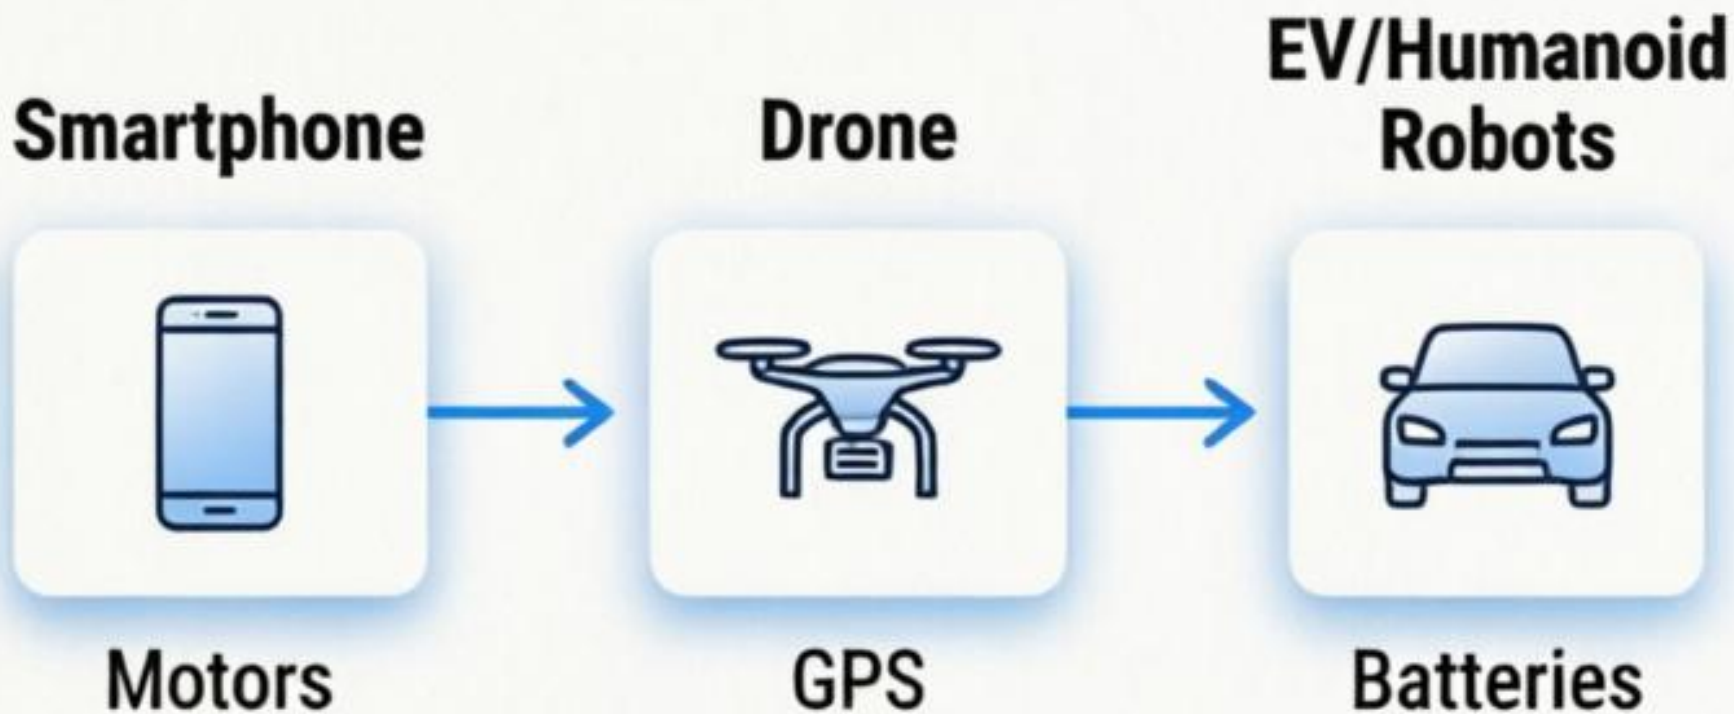 Smartphone
Drone
EV/Humanoid
Robots
Motors
GPS
Batteries